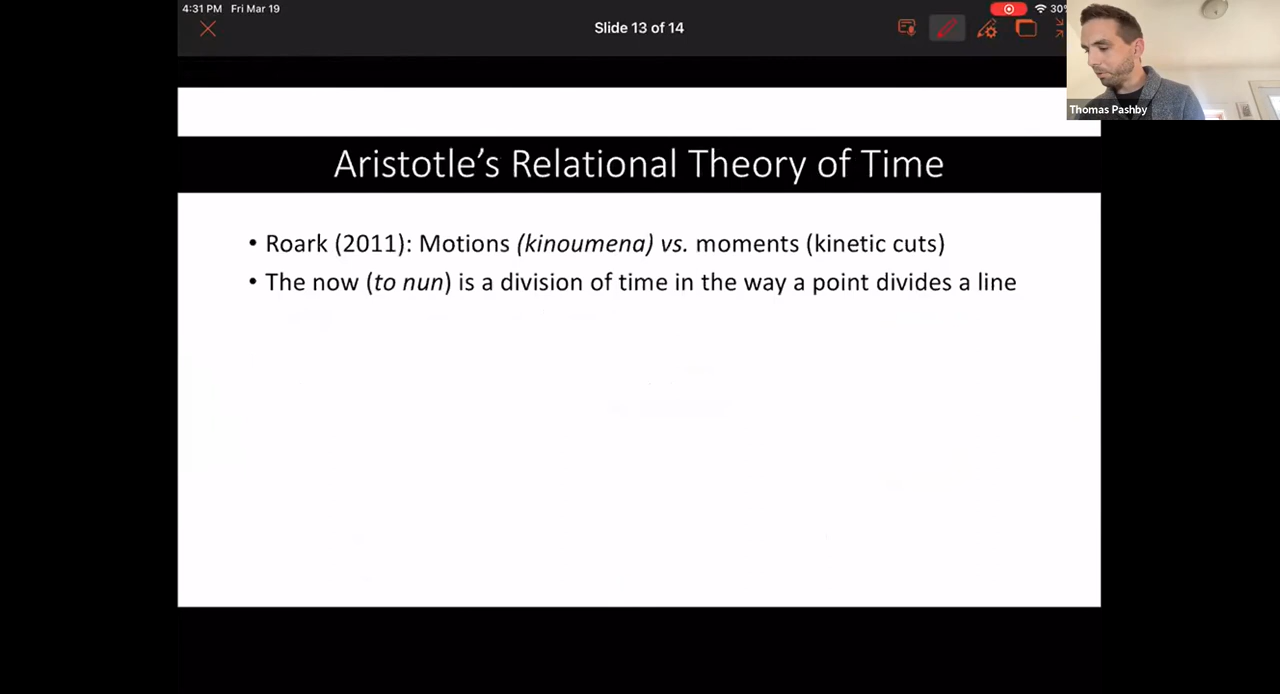 4:31 PM Fri Mar 19
30%
Slide 13 of 14
Thomas Pashby
Aristotle’s Relational Theory of Time
• Roark (2011): Motions (kinoumena) vs. moments (kinetic cuts)
• The now (to nun) is a division of time in the way a point divides a line